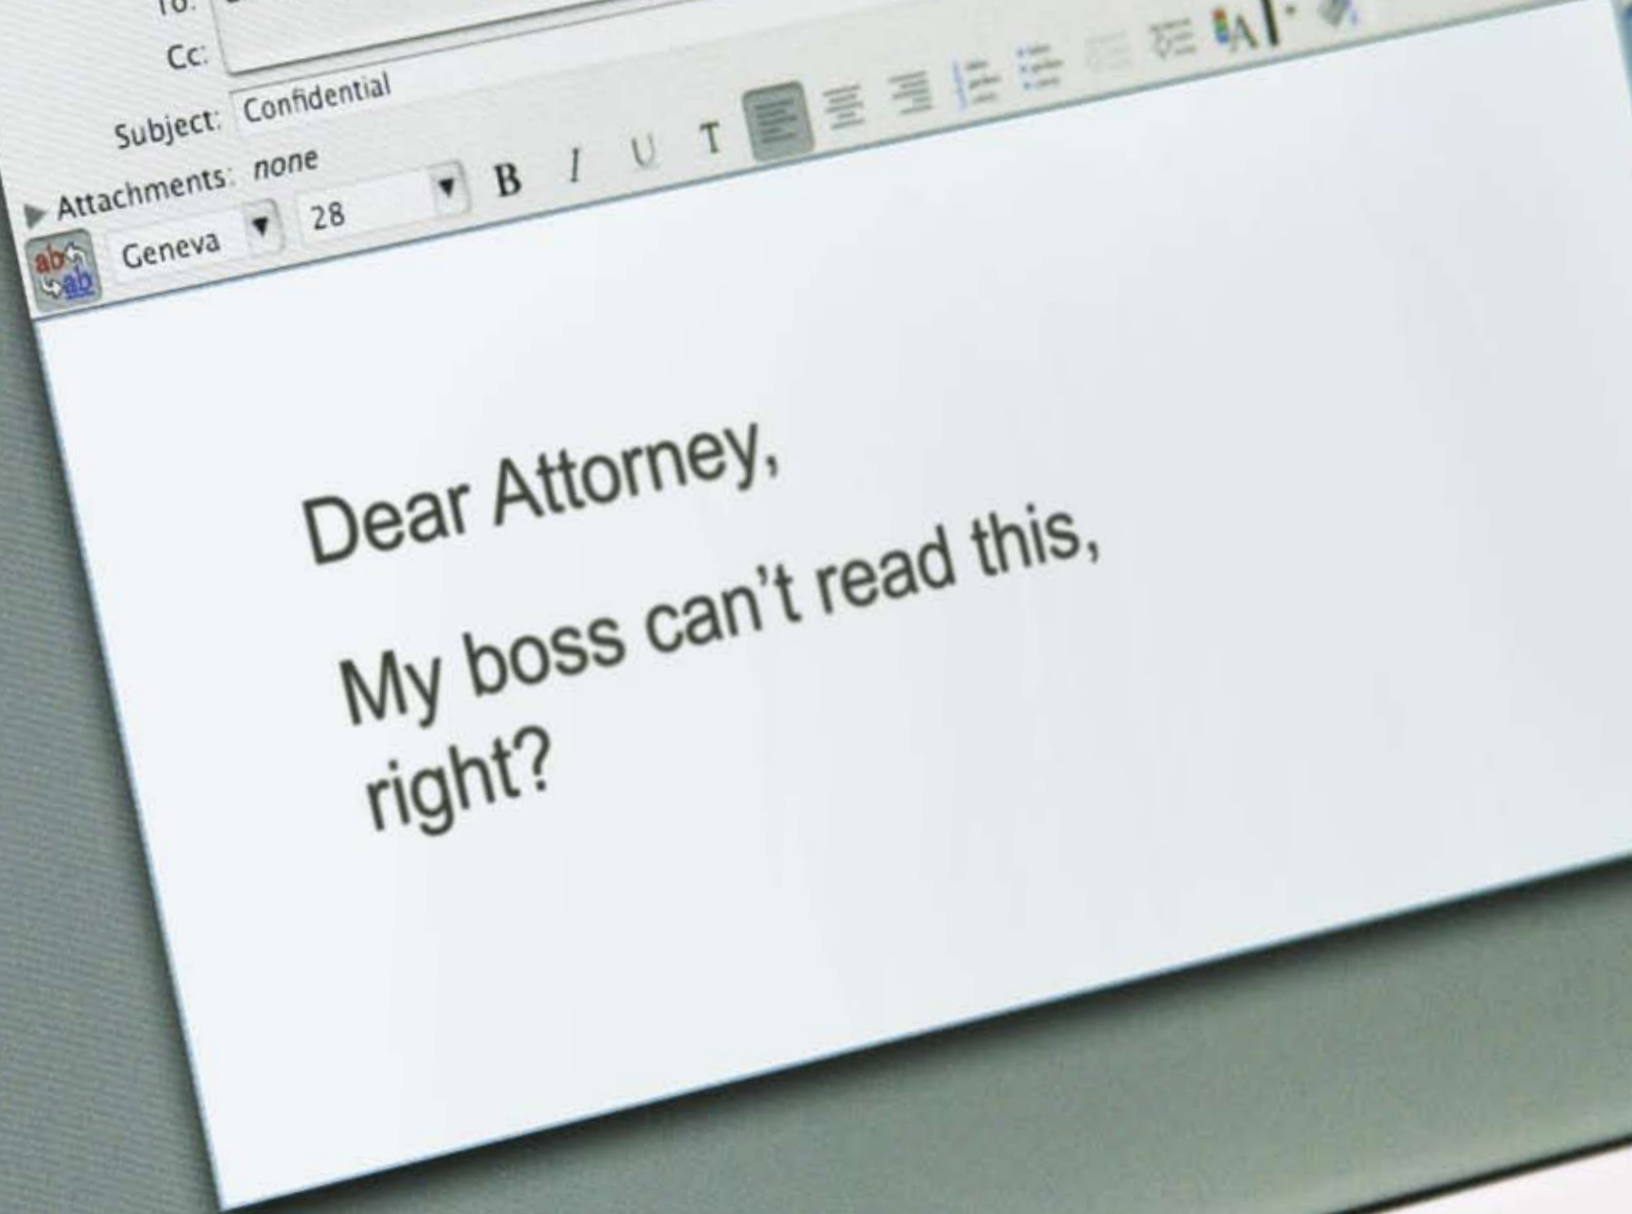 To:
Cc:
Subject: Confidential
Attachments: none
Geneva 28 B I U T
Dear Attorney,
My boss can't read this,
right?